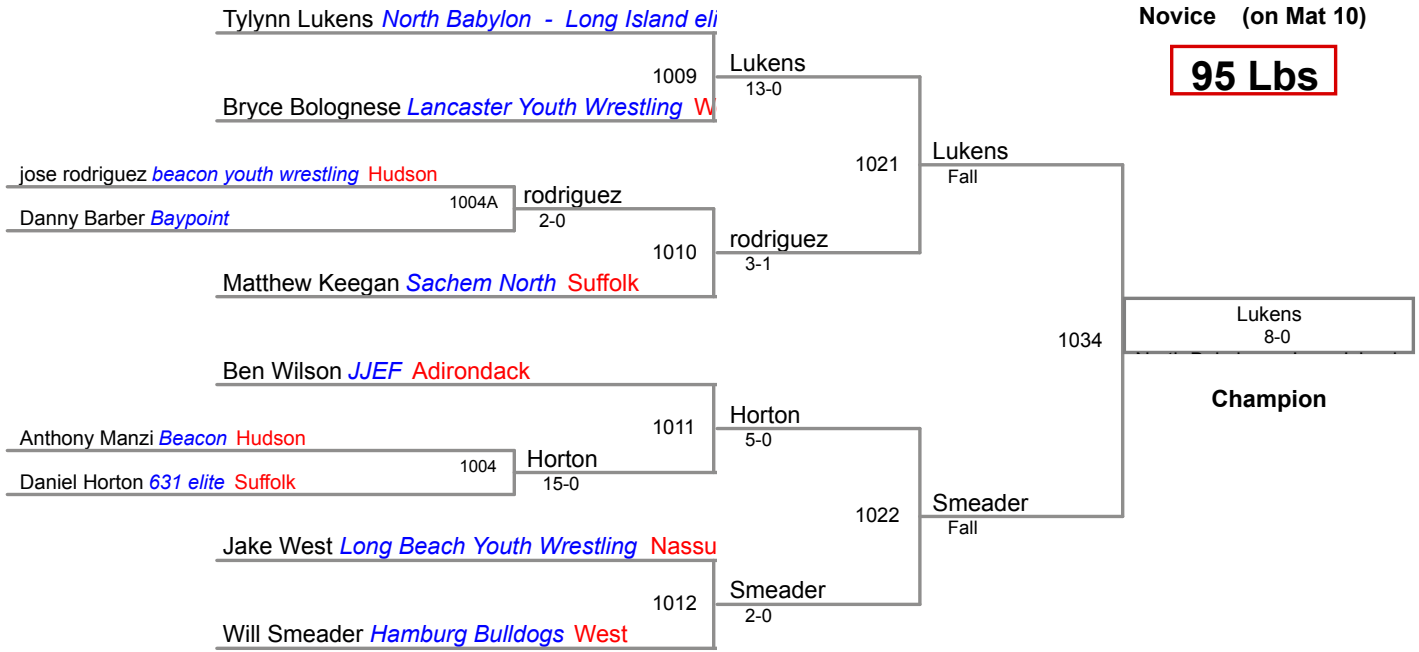 Tylynn Lukens North Babylon - Long Island eli
Novice (on Mat 10)
95 Lbs
1009
Lukens
13-0
Bryce Bolognese Lancaster Youth Wrestling
jose rodriguez beacon youth wrestling Hudson
1004A
rodriguez
2-0
Danny Barber Baypoint
1021
Lukens
Fall
1010
rodriguez
3-1
Matthew Keegan Sachem North Suffolk
1034
Lukens
8-0
Champion
Ben Wilson JJEF Adirondack
1011
Horton
5-0
Anthony Manzi Beacon Hudson
1004
Horton
15-0
Daniel Horton 631 elite Suffolk
1022
Smeader
Fall
Jake West Long Beach Youth Wrestling Nassu
1012
Smeader
2-0
Will Smeader Hamburg Bulldogs West